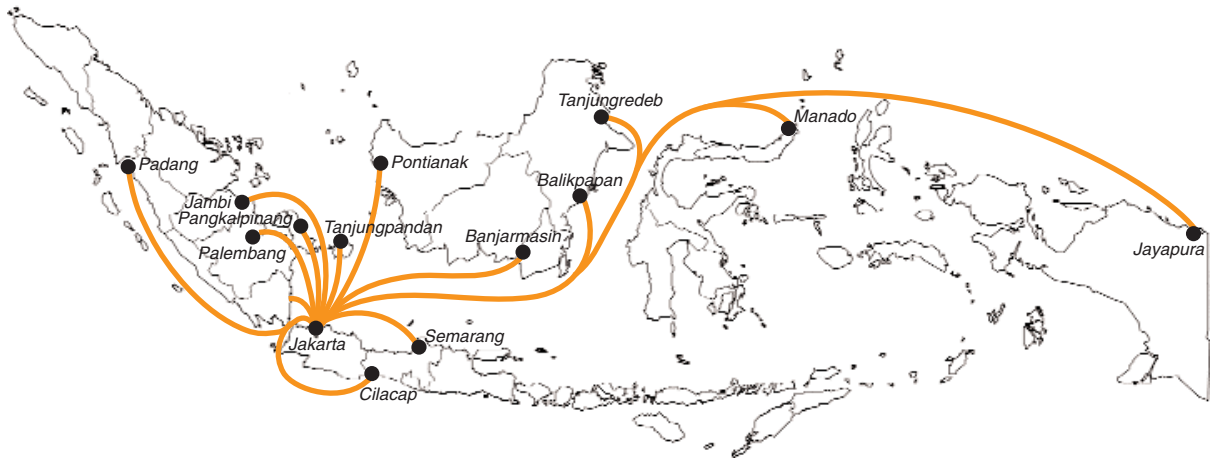 Tanjungredeb
Manado
Padang
Pontianak
Balikpapan
Jambi
Pangkalpinang
Tanjungpandan
Palembang
Banjarmasin
Jayapura
Jakarta
Semarang
Cilacap